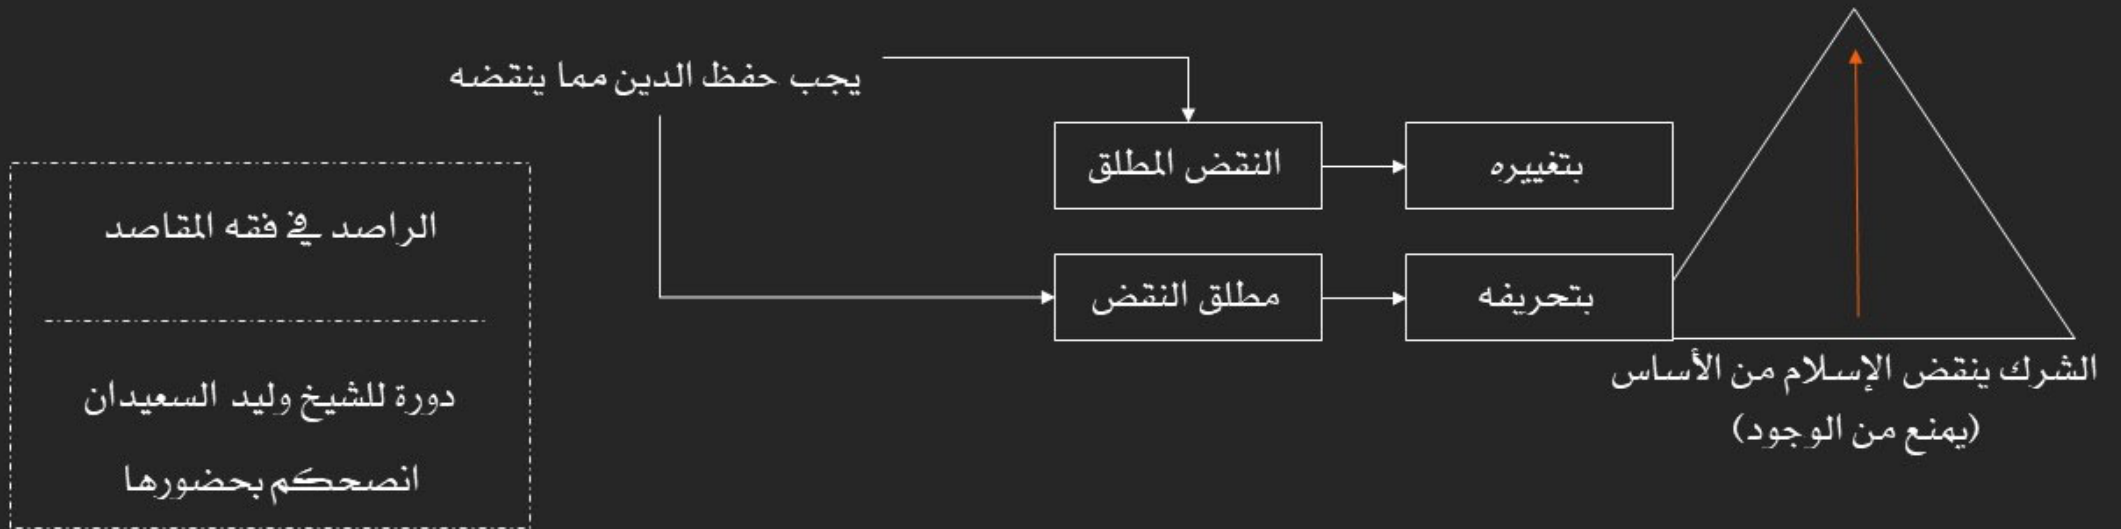 يجب حفظ الدين مما ينقضه
النقض المطلق
بتغييره
مطلق النقض
بتحريفه
الشرك ينقض الإسلام من الأساس
(يمنع من الوجود)
الراصد في فقه المقاصد
دورة للشيخ وليد السعيدان
انصحكم بحضورها